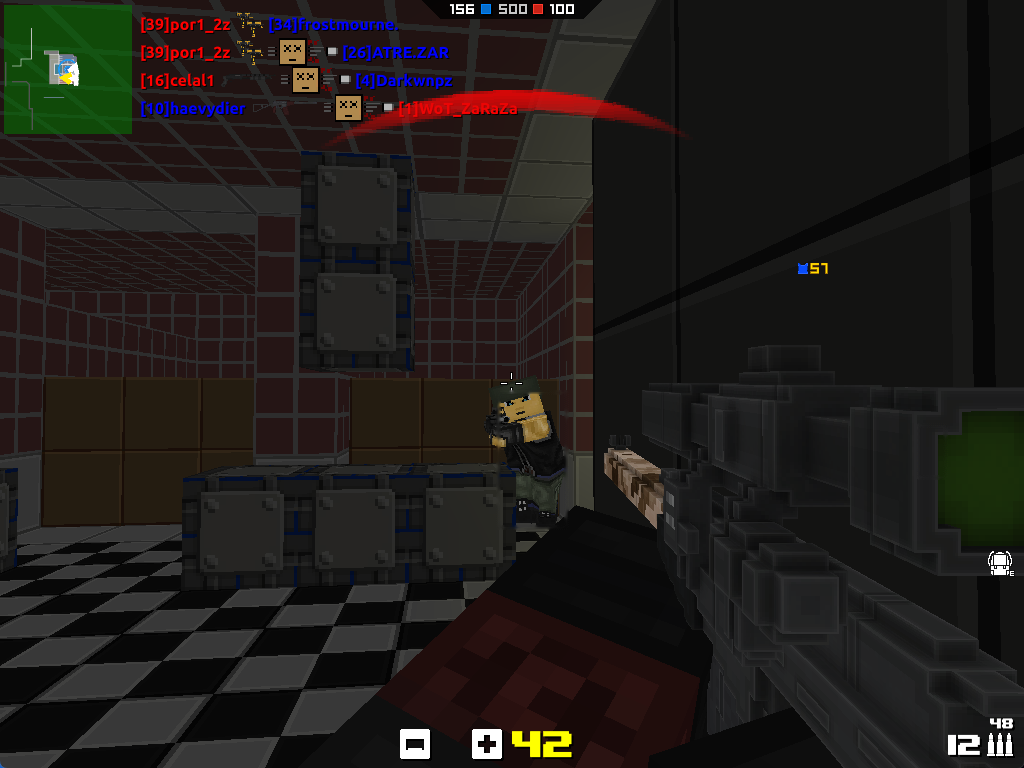 156 500 100
[39]por1_2z [34]frostmourne
[39]por1_2z [26]ATRE.ZAR
[16]celal1 [4]Darkwnpz
[10]haevydier [1]WoT_ZaRaZa
57
E
48
42
12